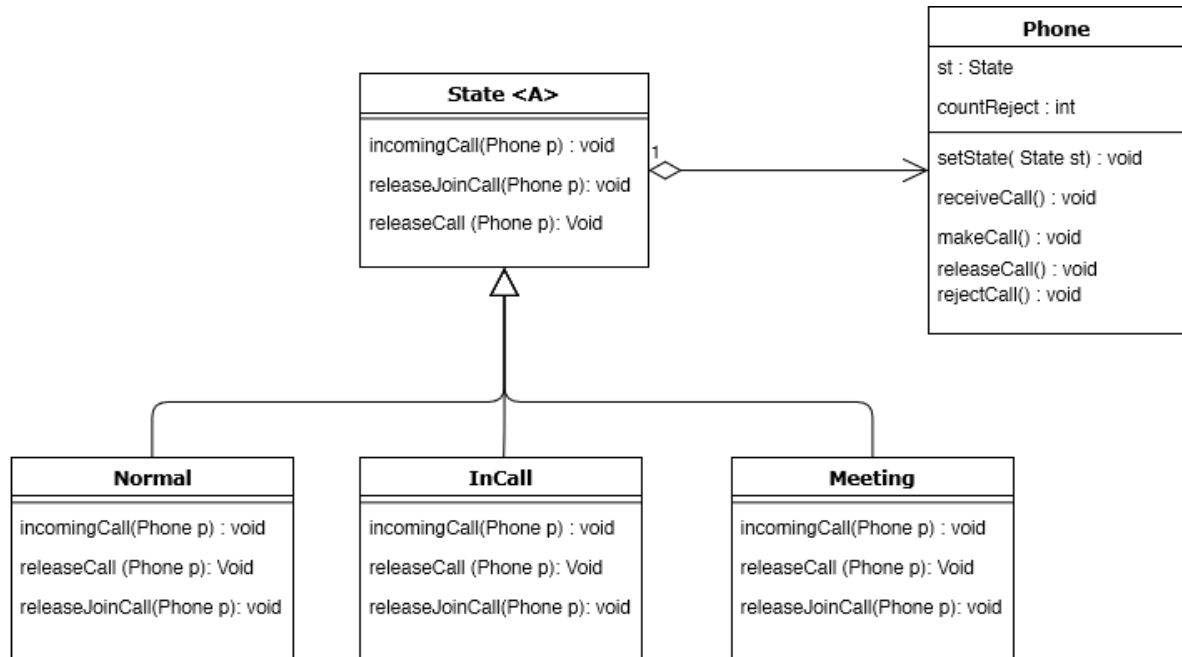 Phone
st : State
countReject : int
setState( State st) : void
receiveCall() : void
makeCall() : void
releaseCall() : void
rejectCall() : void
State <A>
incomingCall(Phone p) : void
releaseJoinCall(Phone p): void
releaseCall (Phone p): Void
1
Normal
incomingCall(Phone p) : void
releaseCall (Phone p): Void
releaseJoinCall(Phone p): void
InCall
incomingCall(Phone p) : void
releaseCall (Phone p): Void
releaseJoinCall(Phone p): void
Meeting
incomingCall(Phone p) : void
releaseCall (Phone p): Void
releaseJoinCall(Phone p): void